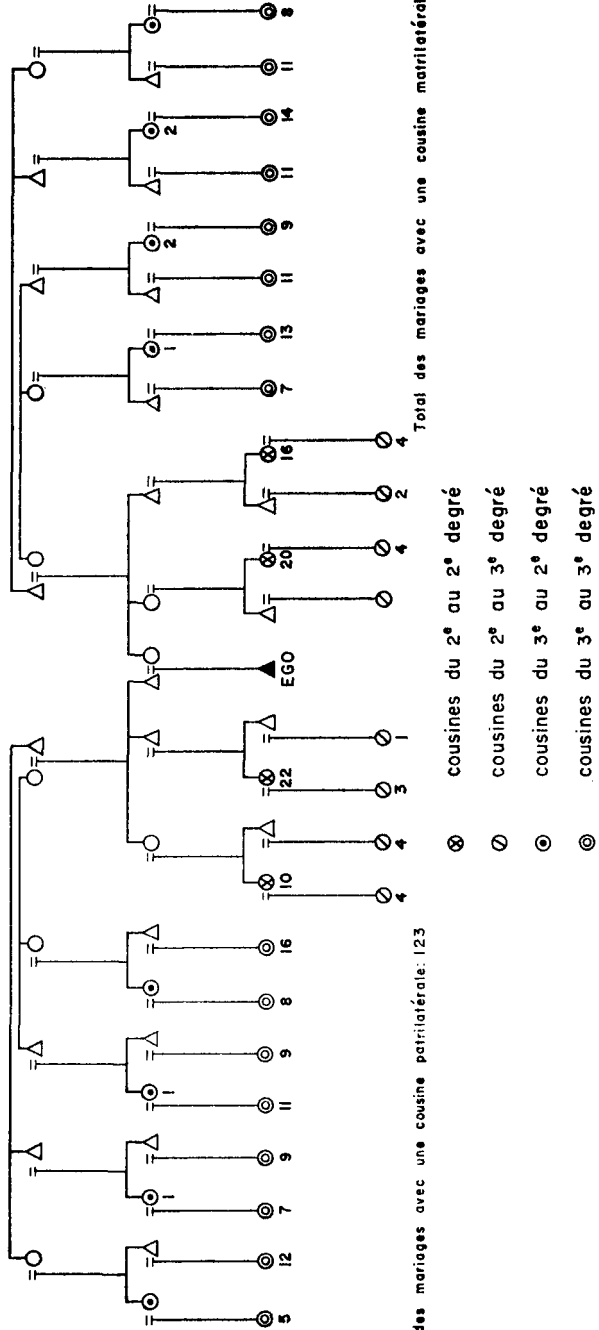 1 1 1 2 2
5 12 7 9 11 9 8 16 10 22 EGO 20 16 7 13 11 9 11 14 11 8
4 4 3 1 4 2 4
des mariages avec une cousine patrilatérale: 123
Total des mariages avec une cousine
cousines du 2e au 2e degré
cousines du 2e au 3e degré
cousines du 3e au 2e degré
cousines du 3e au 3e degré